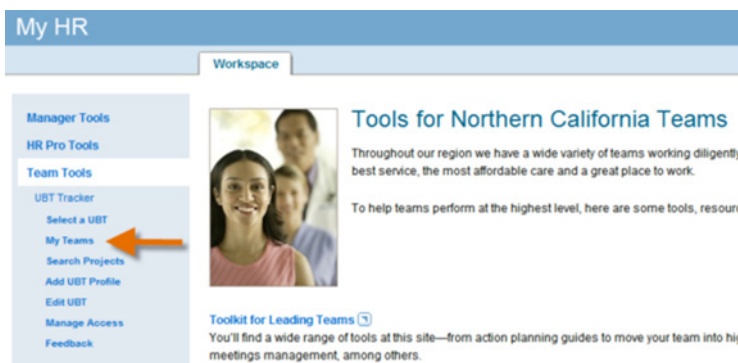 My HR
Workspace
Manager Tools
HR Pro Tools
Team Tools
UBT Tracker
Select a UBT
My Teams
Search Projects
Add UBT Profile
Edit UBT
Manage Access
Feedback
Tools for Northern California Teams
Throughout our region we have a wide variety of teams working diligently
best service, the most affordable care and a great place to work.
To help teams perform at the highest level, here are some tools,
Toolkit for Leading Teams
You'll find a wide range of tools at this site—from action planning guides to move your team into
meetings management, among others.